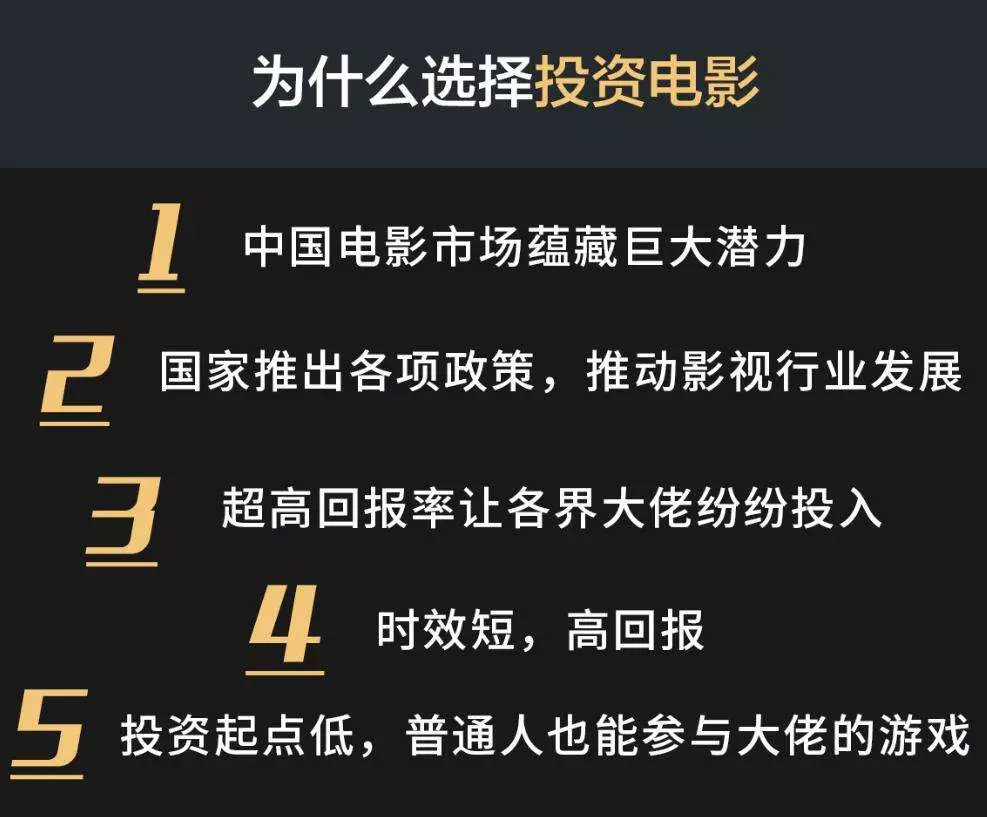 为什么选择投资电影
1 中国电影市场蕴藏巨大潜力
2 国家推出各项政策，推动影视行业发展
3 超高回报率让各界大佬纷纷投入
4 时效短，高回报
5 投资起点低，普通人也能参与大佬的游戏